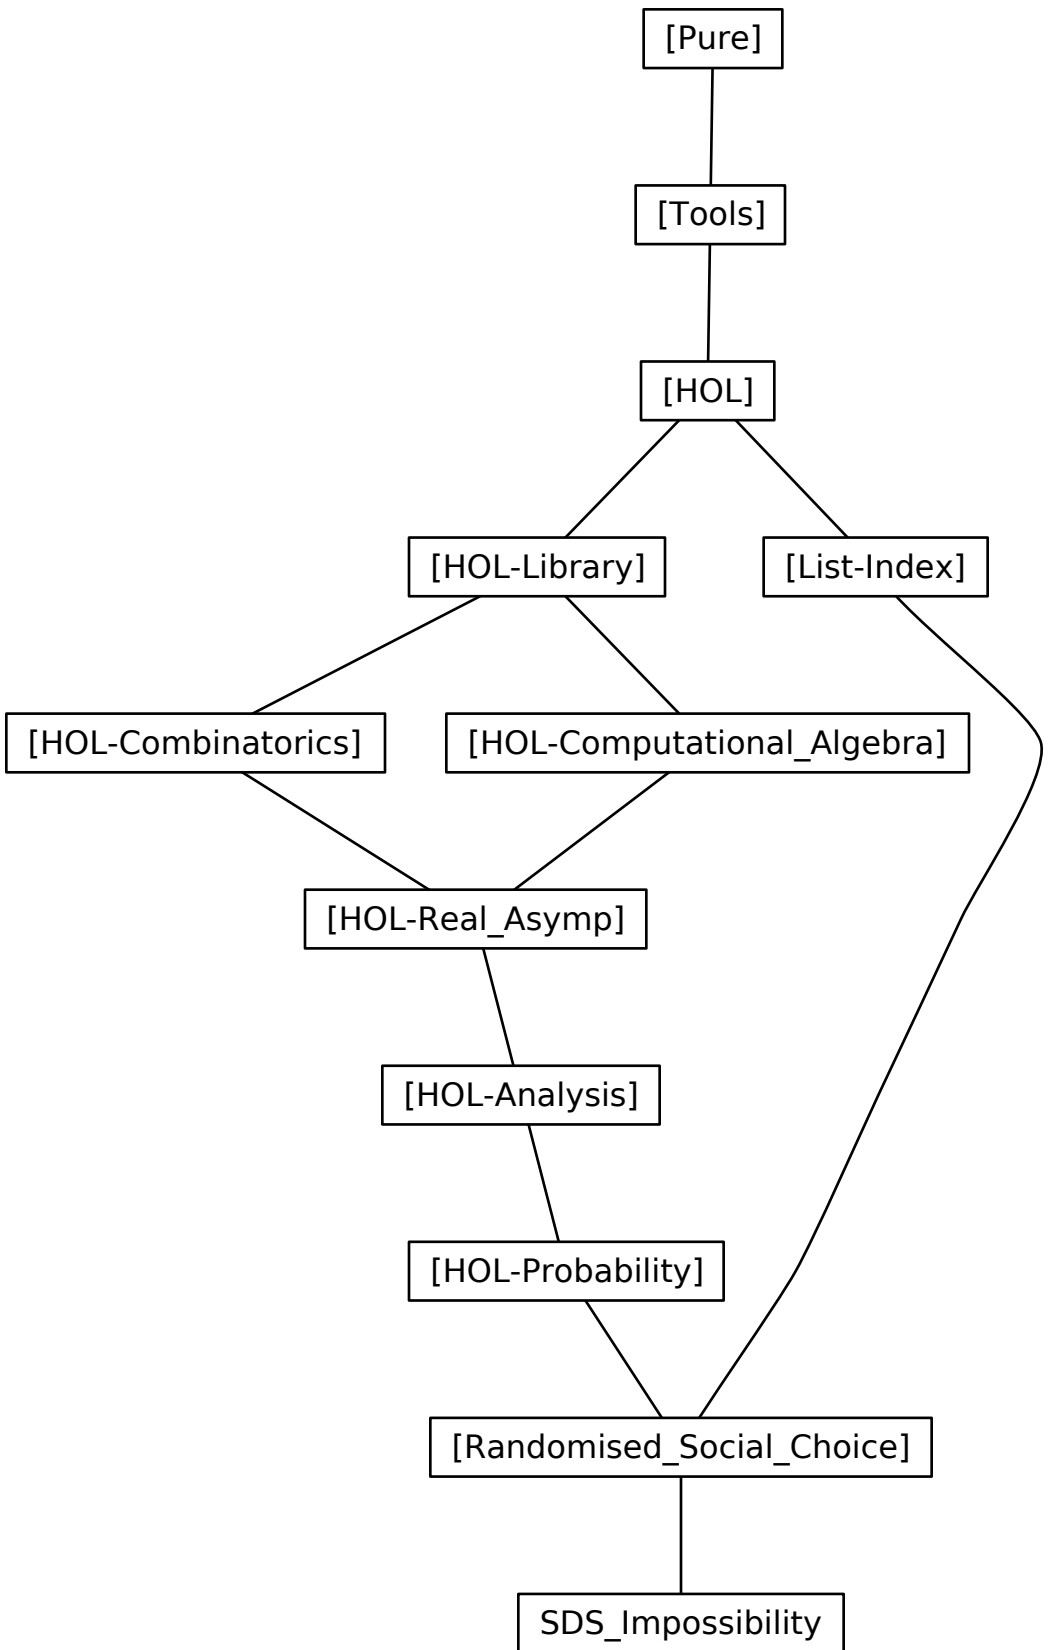 [Pure]
[Tools]
[HOL]
[HOL-Library]
[List-Index]
[HOL-Combinatorics]
[HOL-Computational_Algebra]
[HOL-Real_Asymp]
[HOL-Analysis]
[HOL-Probability]
[Randomised_Social_Choice]
SDS_Impossibility